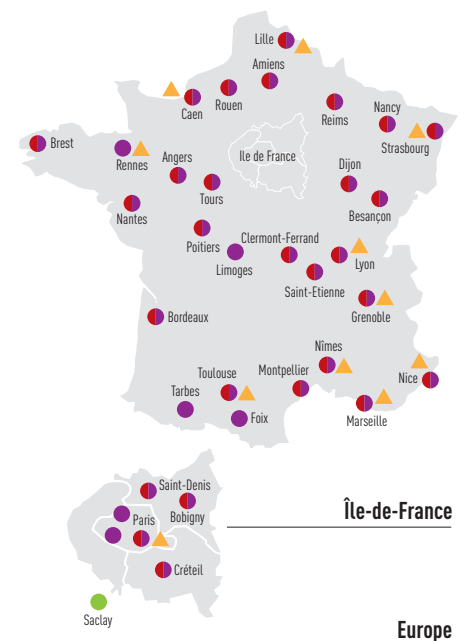 Lille
Amiens
Caen
Rouen
Reims
Nancy
Strasbourg
Brest
Rennes
Angers
Ile de France
Tours
Dijon
Besançon
Nantes
Poitiers
Clermont-Ferrand
Limoges
Lyon
Saint-Etienne
Grenoble
Bordeaux
Nîmes
Toulouse
Montpellier
Nice
Tarbes
Foix
Marseille
Saint-Denis
Bobigny
Paris
Île-de-France
Créteil
Saclay
Europe